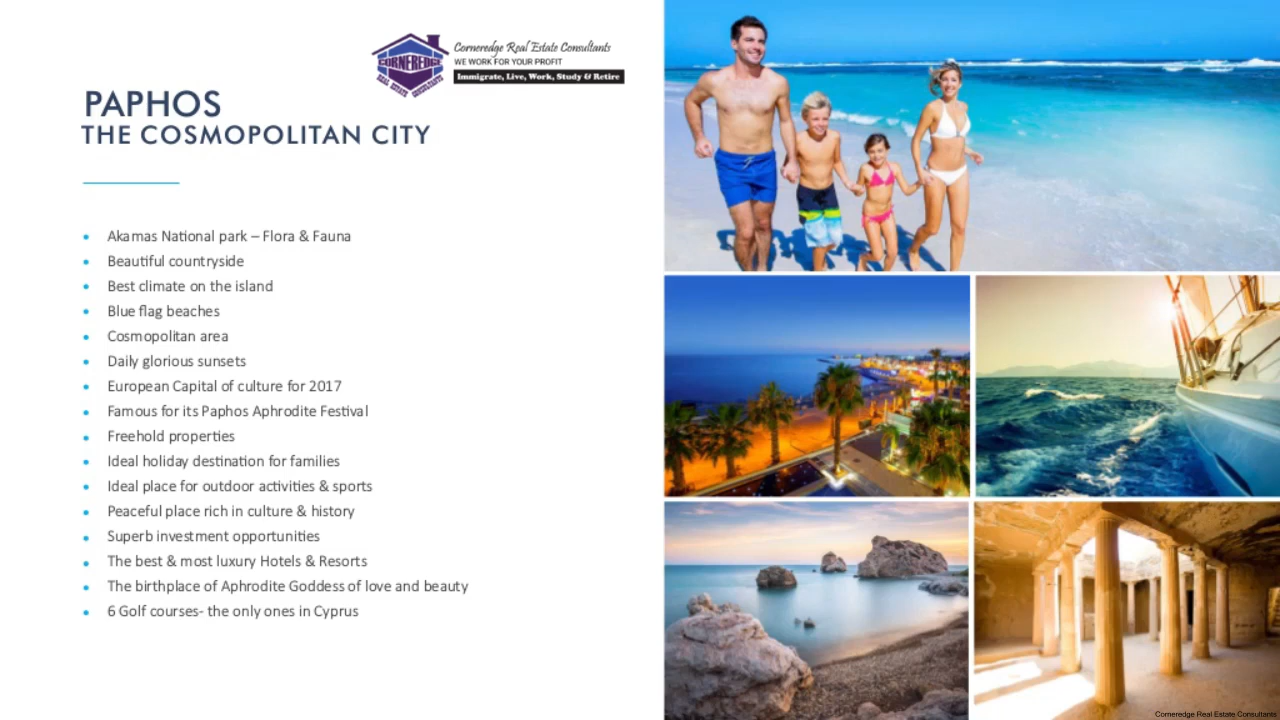 CORNEREDGE
REAL ESTATE CONSULTANTS
Corneredge Real Estate Consultants
WE WORK FOR YOUR PROFIT
Immigrate, Live, Work, Study & Retire
PAPHOS
THE COSMOPOLITAN CITY
• Akamas National park – Flora & Fauna
• Beautiful countryside
• Best climate on the island
• Blue flag beaches
• Cosmopolitan area
• Daily glorious sunsets
• European Capital of culture for 2017
• Famous for its Paphos Aphrodite Festival
• Freehold properties
• Ideal holiday destination for families
• Ideal place for outdoor activities & sports
• Peaceful place rich in culture & history
• Superb investment opportunities
• The best & most luxury Hotels & Resorts
• The birthplace of Aphrodite Goddess of love and beauty
• 6 Golf courses- the only ones in Cyprus
Corneredge Real Estate Consultants